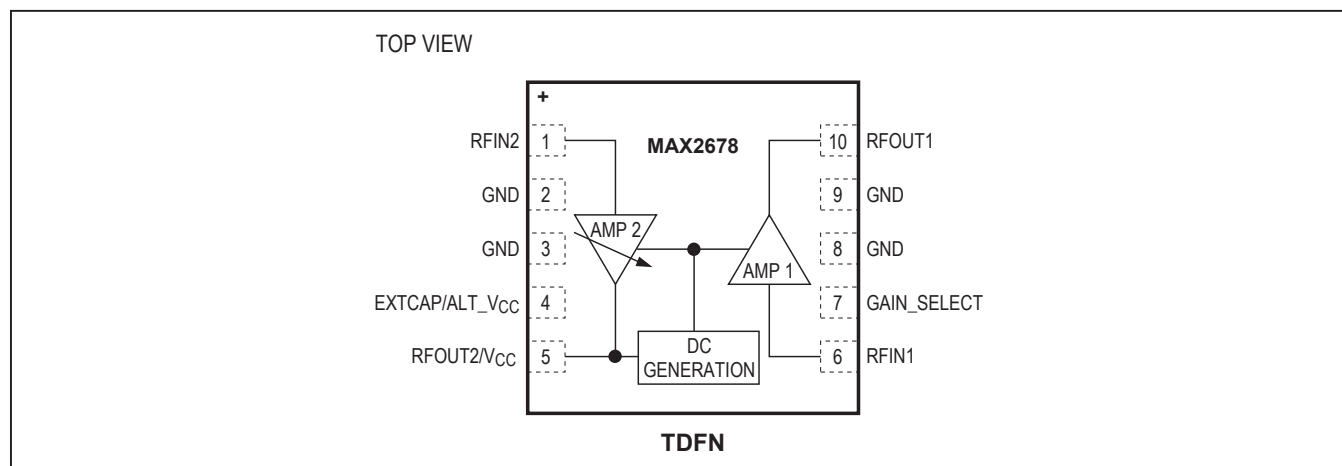 TOP VIEW
+
RFIN2 1 MAX2678 10 RFOUT1
GND 2 9 GND
AMP 2
GND 3 8 GND
AMP 1
EXTCAP/ALT_VCC 4 7 GAIN_SELECT
RFOUT2/VCC 5 DC GENERATION 6 RFIN1
TDFN